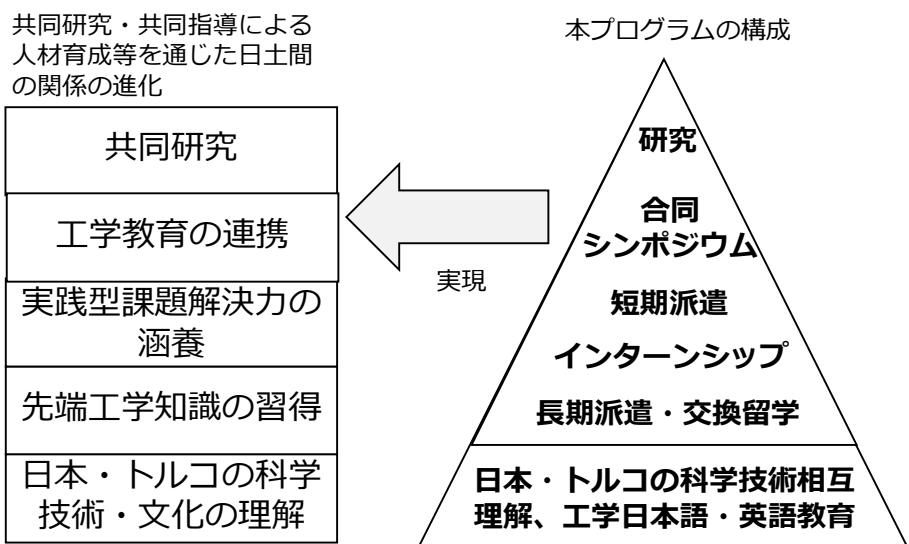 共同研究・共同指導による
人材育成等を通じた日土間
の関係の進化
共同研究
工学教育の連携
実践型課題解決力の
涵養
先端工学知識の習得
日本・トルコの科学
技術・文化の理解
実現
本プログラムの構成
研究
合同
シンポジウム
短期派遣
インターンシップ
長期派遣・交換留学
日本・トルコの科学技術相互
理解、工学日本語・英語教育